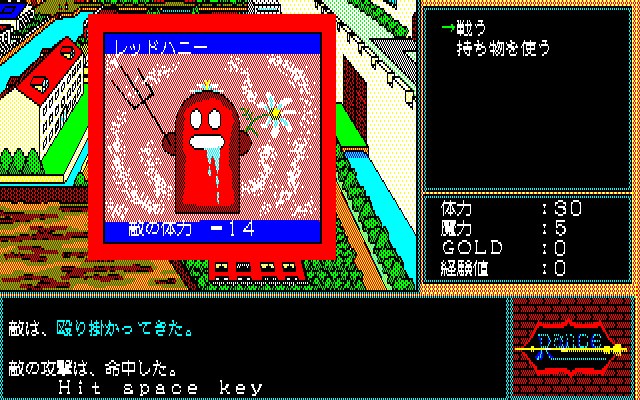 レッドハニー
敵の体力 -14
→戦う
持ち物を使う
体力 :30
魔力 :5
GOLD :0
経験値 :0
敵は、殴り掛かってきた。
敵の攻撃は、命中した。
Hit space key
Rance